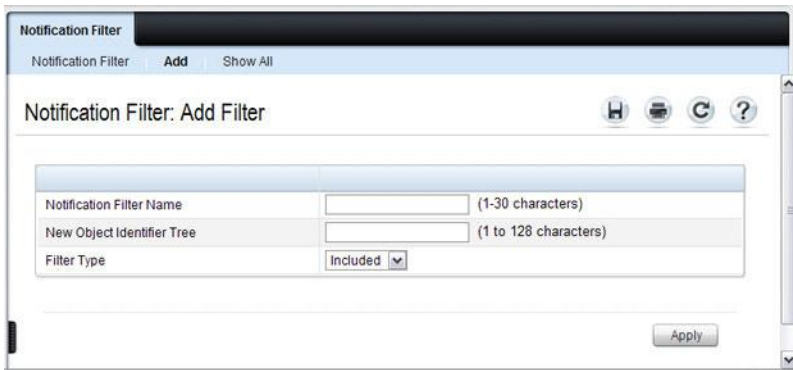 Notification Filter
Notification Filter Add Show All
Notification Filter: Add Filter
Notification Filter Name (1-30 characters)
New Object Identifier Tree (1 to 128 characters)
Filter Type Included
Apply